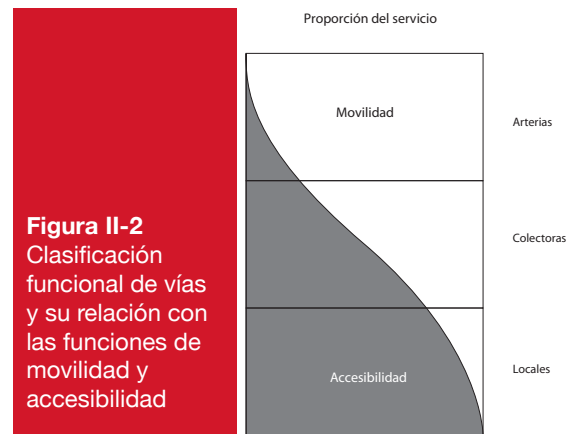 Proporción del servicio
Movilidad
Arterias
Figura II-2
Clasificación
funcional de vías
y su relación con
las funciones de
movilidad y
accesibilidad
Colectoras
Accesibilidad
Locales